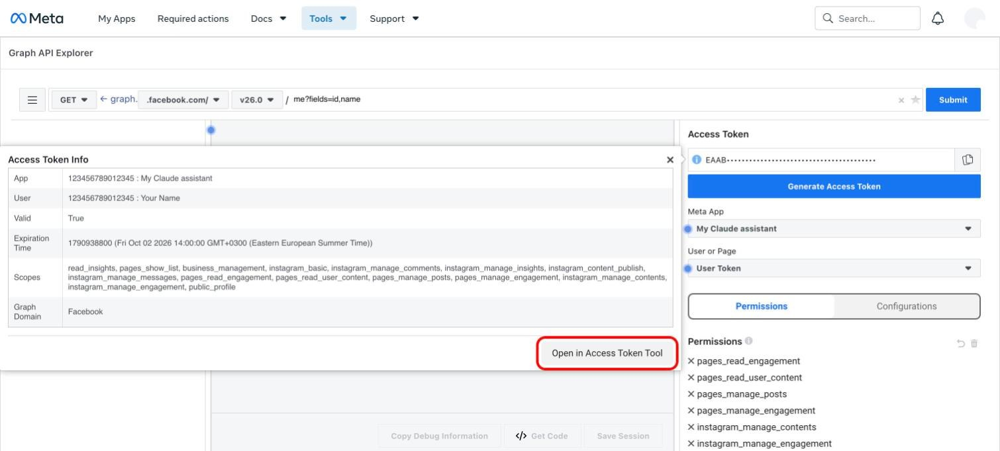 Meta My Apps Required actions Docs Tools Support Search...
Graph API Explorer
GET ← graph. .facebook.com/ v26.0 / me?fields=id,name × Submit
Access Token
EAAB········································
Generate Access Token
Meta App
My Claude assistant
User or Page
User Token
Permissions Configurations
Permissions
× pages_read_engagement
× pages_read_user_content
× pages_manage_posts
× pages_manage_engagement
× instagram_manage_contents
× instagram_manage_engagement
Access Token Info ×
App 123456789012345 : My Claude assistant
User 123456789012345 : Your Name
Valid True
Expiration Time 1790938800 (Fri Oct 02 2026 14:00:00 GMT+0300 (Eastern European Summer Time))
Scopes
read_insights, pages_show_list, business_management, instagram_basic, instagram_manage_comments, instagram_manage_insights, instagram_content_publish,
instagram_manage_messages, pages_read_engagement, pages_read_user_content, pages_manage_posts, pages_manage_engagement, instagram_manage_contents,
instagram_manage_engagement, public_profile
Graph Domain Facebook
Open in Access Token Tool
Copy Debug Information </> Get Code Save Session